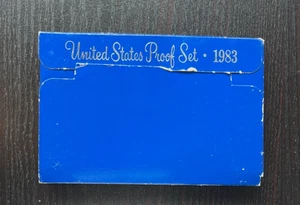 United States Proof Set • 1983